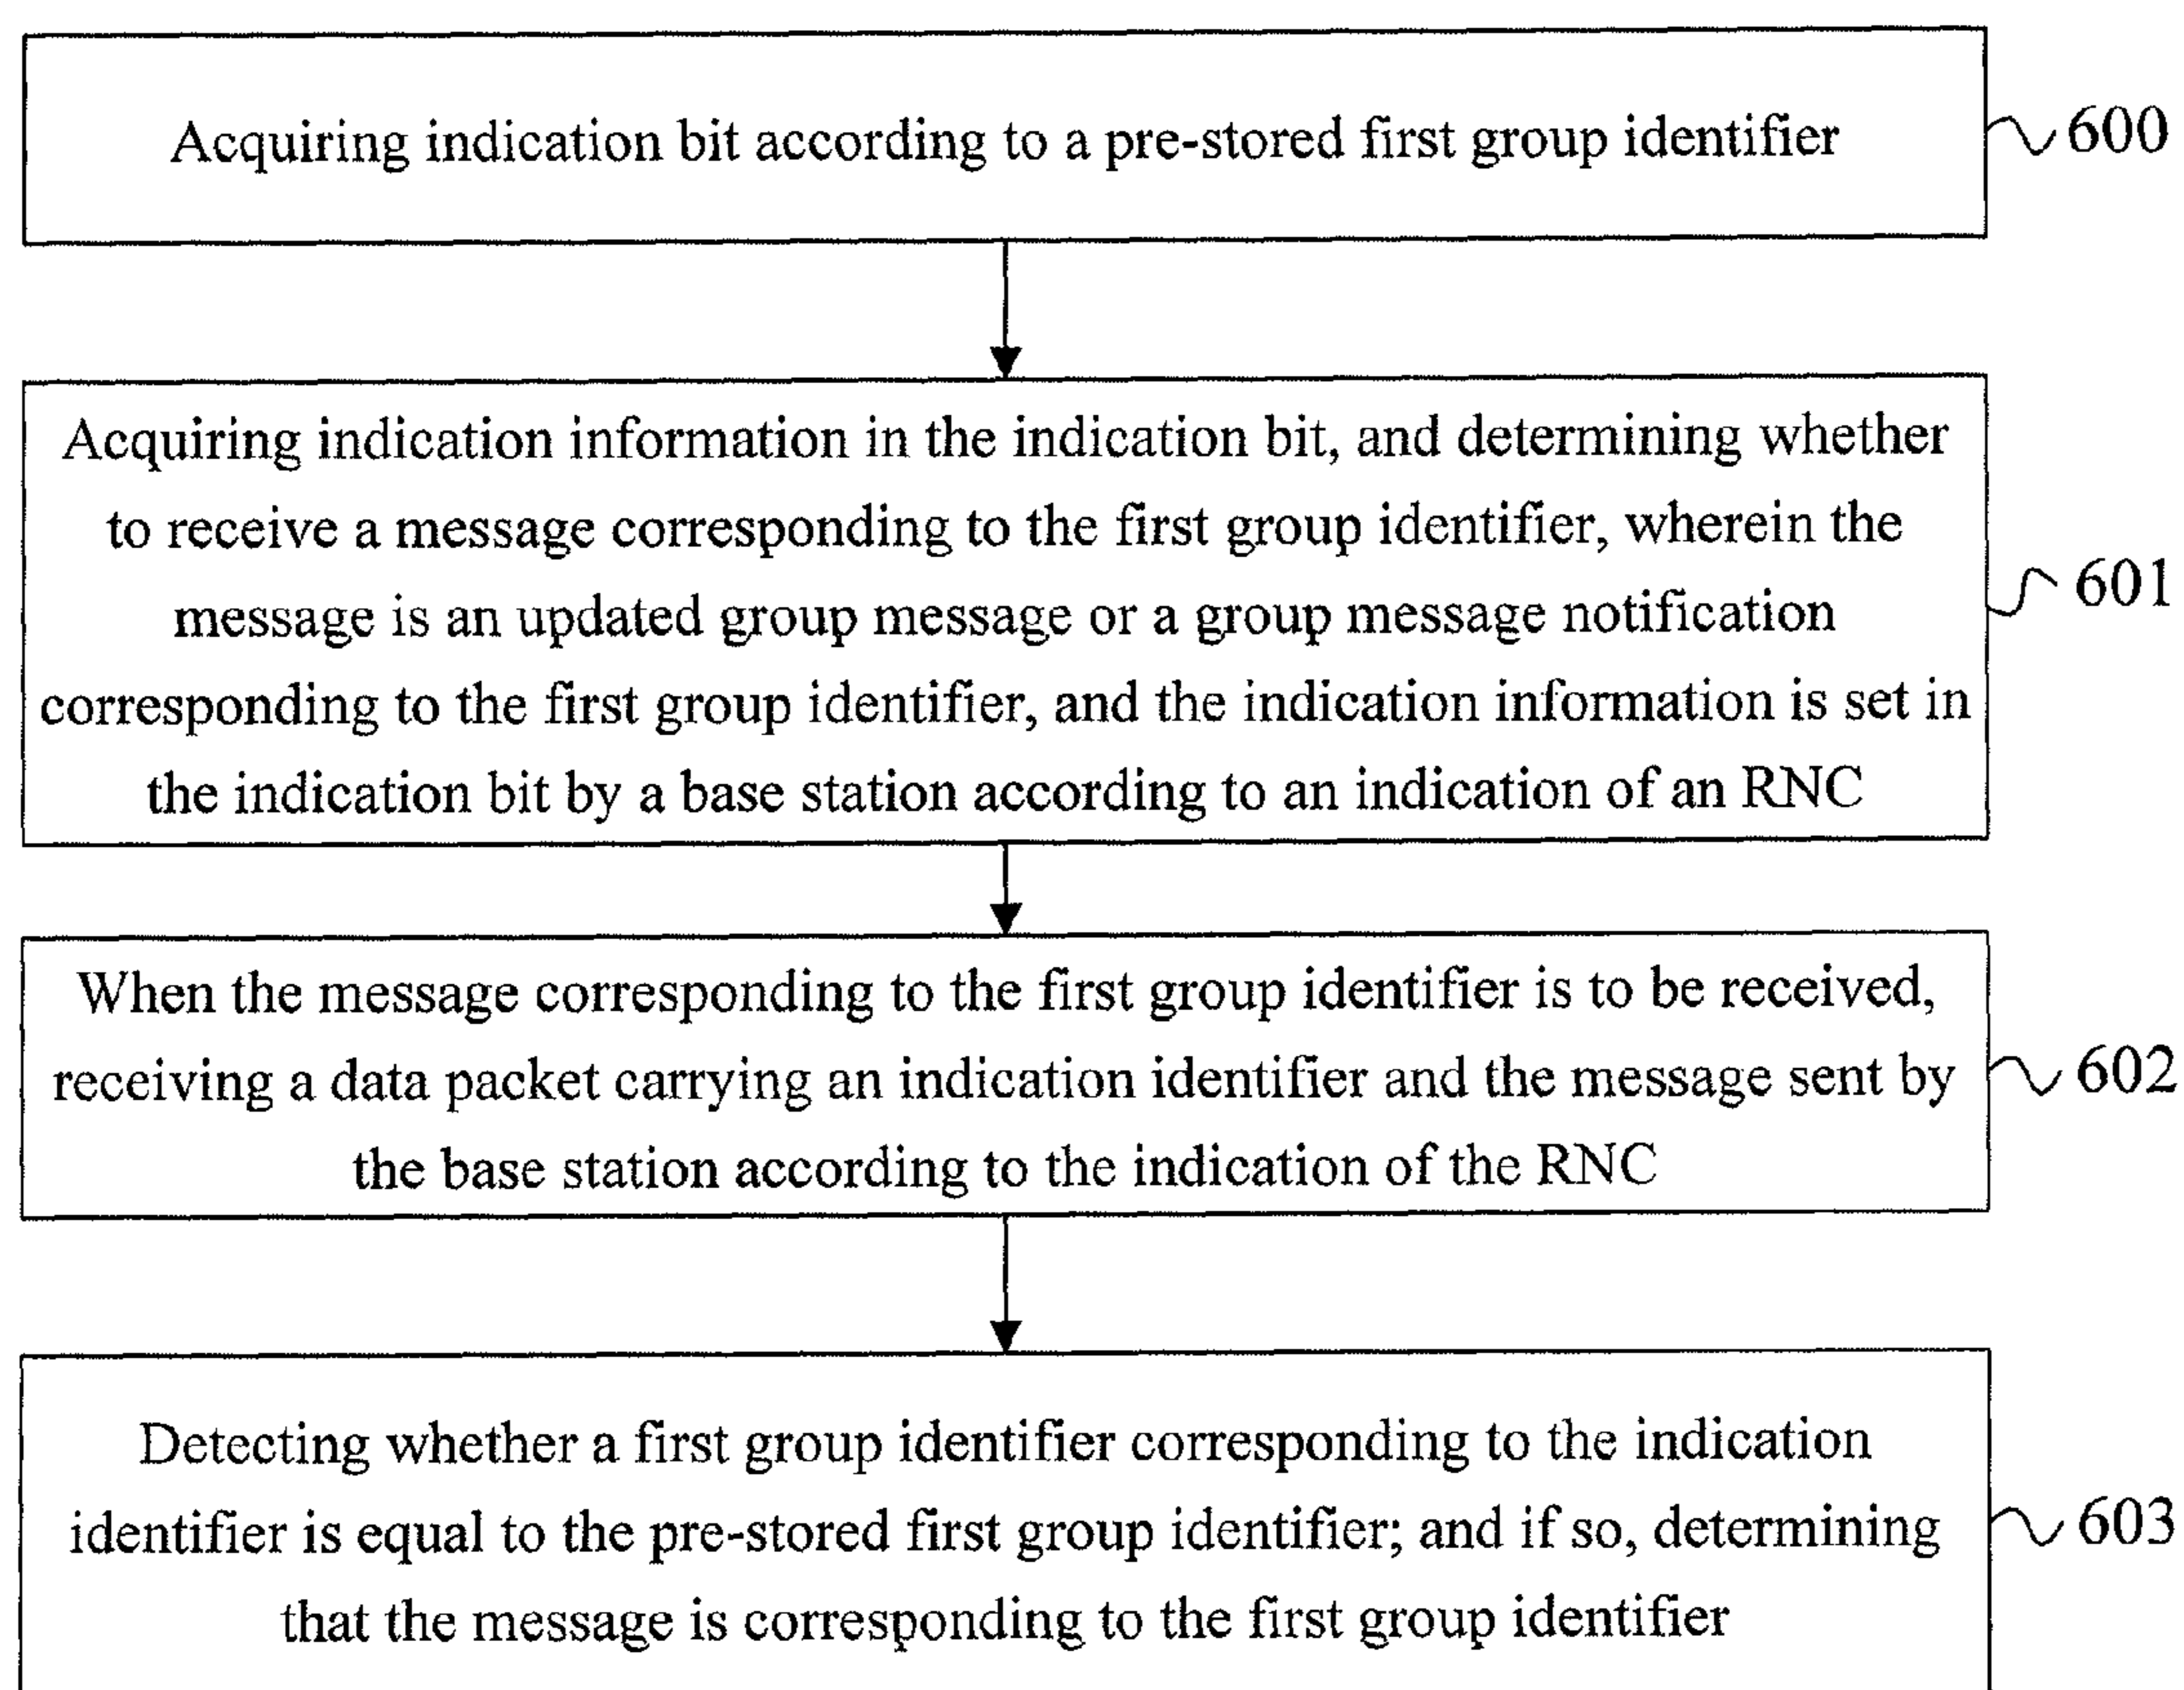 Acquiring indication bit according to a pre-stored first group identifier
600
Acquiring indication information in the indication bit, and determining whether
to receive a message corresponding to the first group identifier, wherein the
message is an updated group message or a group message notification
corresponding to the first group identifier, and the indication information is set in
the indication bit by a base station according to an indication of an RNC
601
When the message corresponding to the first group identifier is to be received,
receiving a data packet carrying an indication identifier and the message sent by
the base station according to the indication of the RNC
602
Detecting whether a first group identifier corresponding to the indication
identifier is equal to the pre-stored first group identifier; and if so, determining
that the message is corresponding to the first group identifier
603